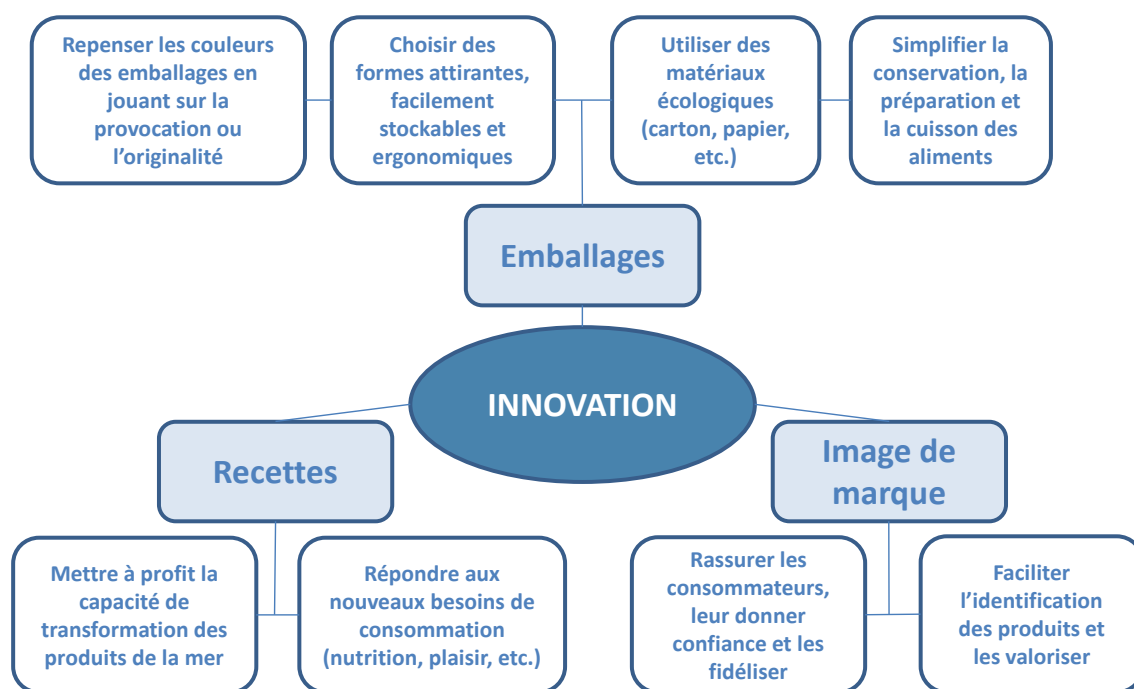 Repenser les couleurs
des emballages en
jouant sur la
provocation ou
l’originalité
Choisir des
formes attirantes,
facilement
stockables et
ergonomiques
Utiliser des
matériaux
écologiques
(carton, papier,
etc.)
Simplifier la
conservation, la
préparation et
la cuisson des
aliments
Emballages
INNOVATION
Recettes
Image de
marque
Mettre à profit la
capacité de
transformation des
produits de la mer
Répondre aux
nouveaux besoins de
consommation
(nutrition, plaisir, etc.)
Rassurer les
consommateurs,
leur donner
confiance et les
fidéliser
Faciliter
l’identification
des produits et
les valoriser